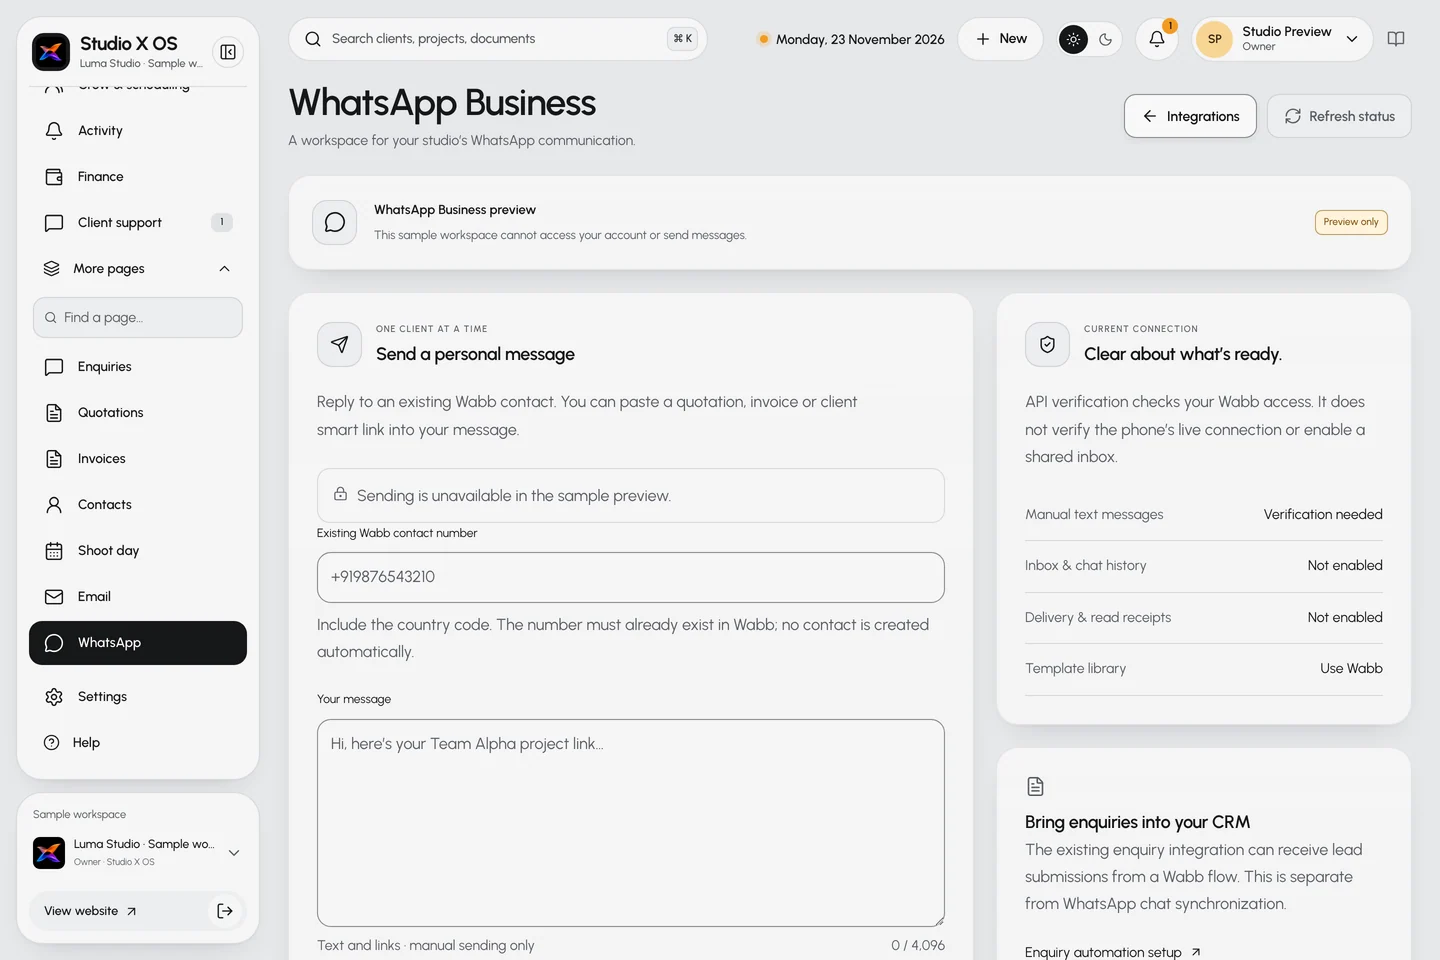 Studio X OS
Luma Studio · Sample w...
Crew & scheduling
Activity
Finance
Client support
1
More pages
Find a page...
Enquiries
Quotations
Invoices
Contacts
Shoot day
Email
WhatsApp
Settings
Help
Sample workspace
Luma Studio · Sample wo...
Owner · Studio X OS
View website
Search clients, projects, documents
⌘ K
Monday, 23 November 2026
New
1
SP
Studio Preview
Owner
WhatsApp Business
A workspace for your studio's WhatsApp communication.
Integrations
Refresh status
WhatsApp Business preview
This sample workspace cannot access your account or send messages.
Preview only
ONE CLIENT AT A TIME
Send a personal message
Reply to an existing Wabb contact. You can paste a quotation, invoice or client
smart link into your message.
Sending is unavailable in the sample preview.
Existing Wabb contact number
+919876543210
Include the country code. The number must already exist in Wabb; no contact is created
automatically.
Your message
Hi, here's your Team Alpha project link...
Text and links · manual sending only
0 / 4,096
CURRENT CONNECTION
Clear about what's ready.
API verification checks your Wabb access. It does
not verify the phone's live connection or enable a
shared inbox.
Manual text messages
Verification needed
Inbox & chat history
Not enabled
Delivery & read receipts
Not enabled
Template library
Use Wabb
Bring enquiries into your CRM
The existing enquiry integration can receive lead
submissions from a Wabb flow. This is separate
from WhatsApp chat synchronization.
Enquiry automation setup